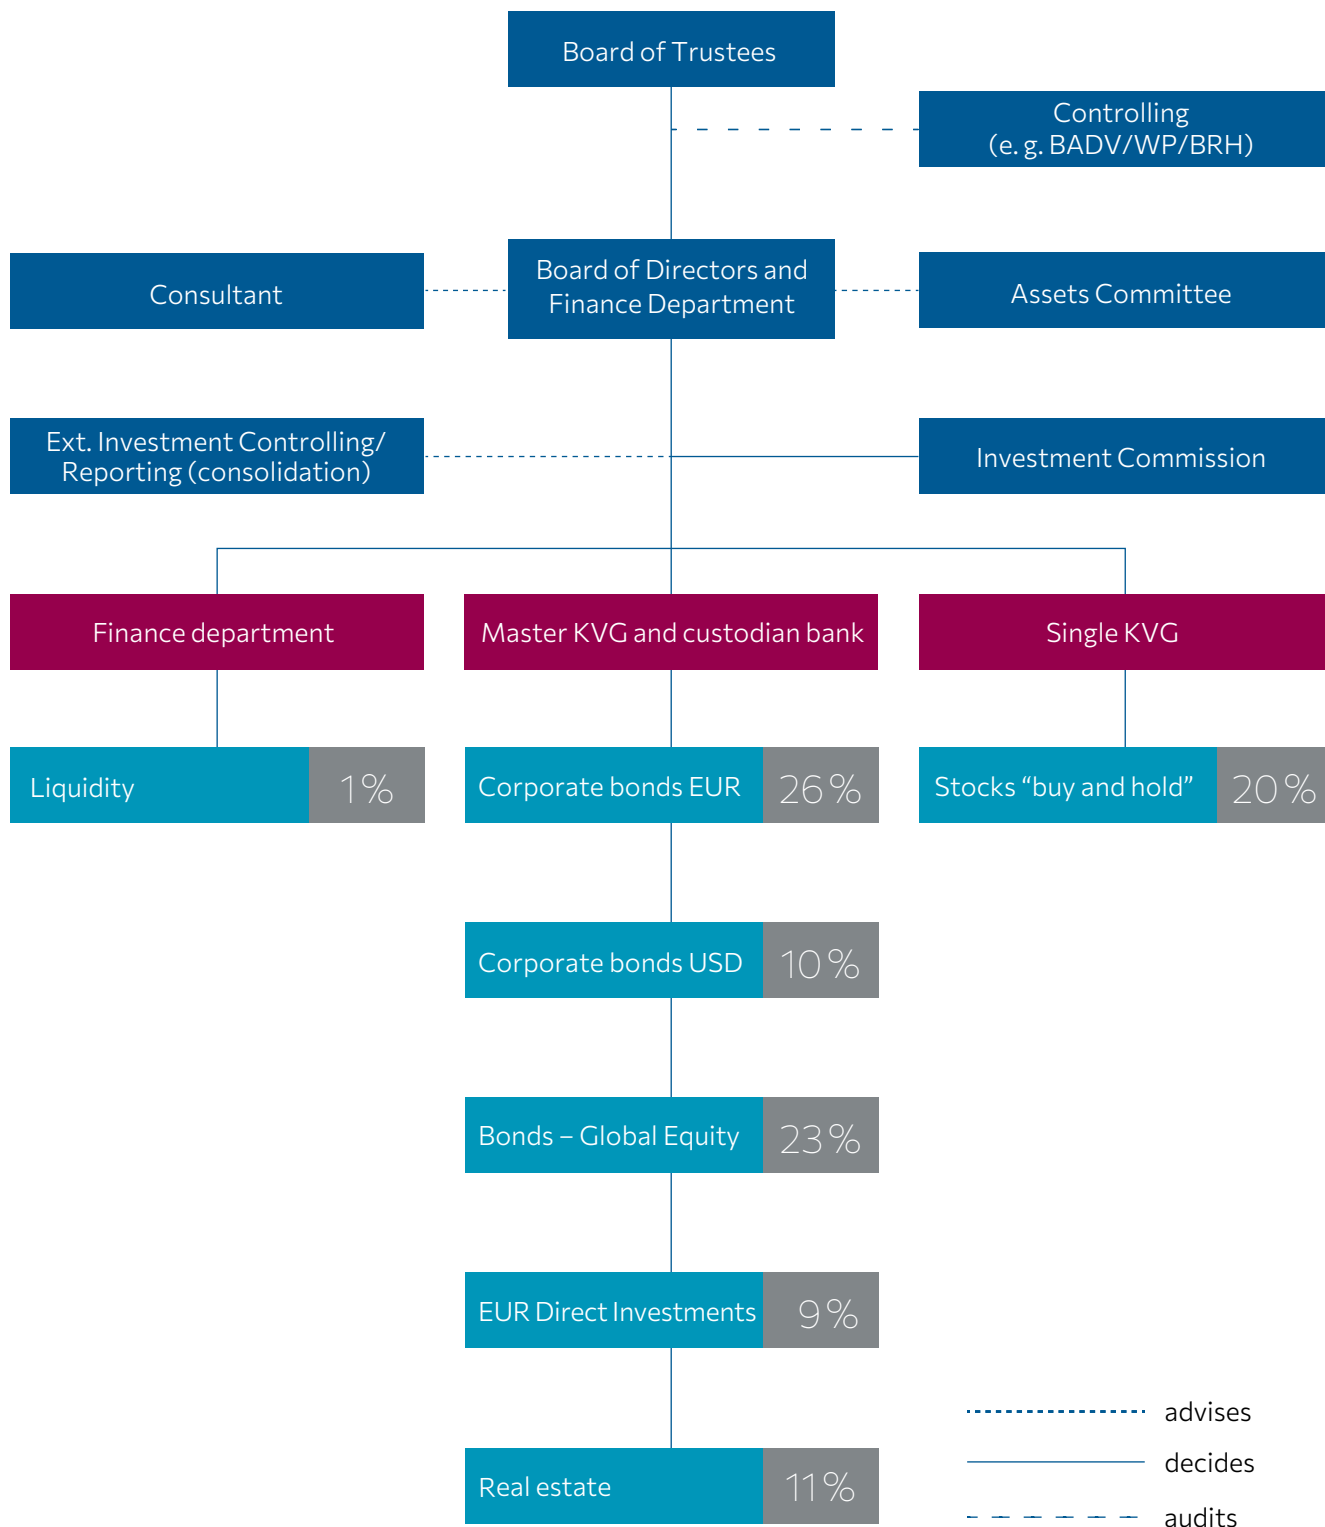 Board of Trustees
Controlling
(e. g. BADV/WP/BRH)
Consultant
Board of Directors and
Finance Department
Assets Committee
Ext. Investment Controlling/
Reporting (consolidation)
Investment Commission
Finance department
Master KVG and custodian bank
Single KVG
Liquidity 1 %
Corporate bonds EUR 26 %
Stocks “buy and hold” 20 %
Corporate bonds USD 10 %
Bonds – Global Equity 23 %
EUR Direct Investments 9 %
Real estate 11 %
advises
decides
audits